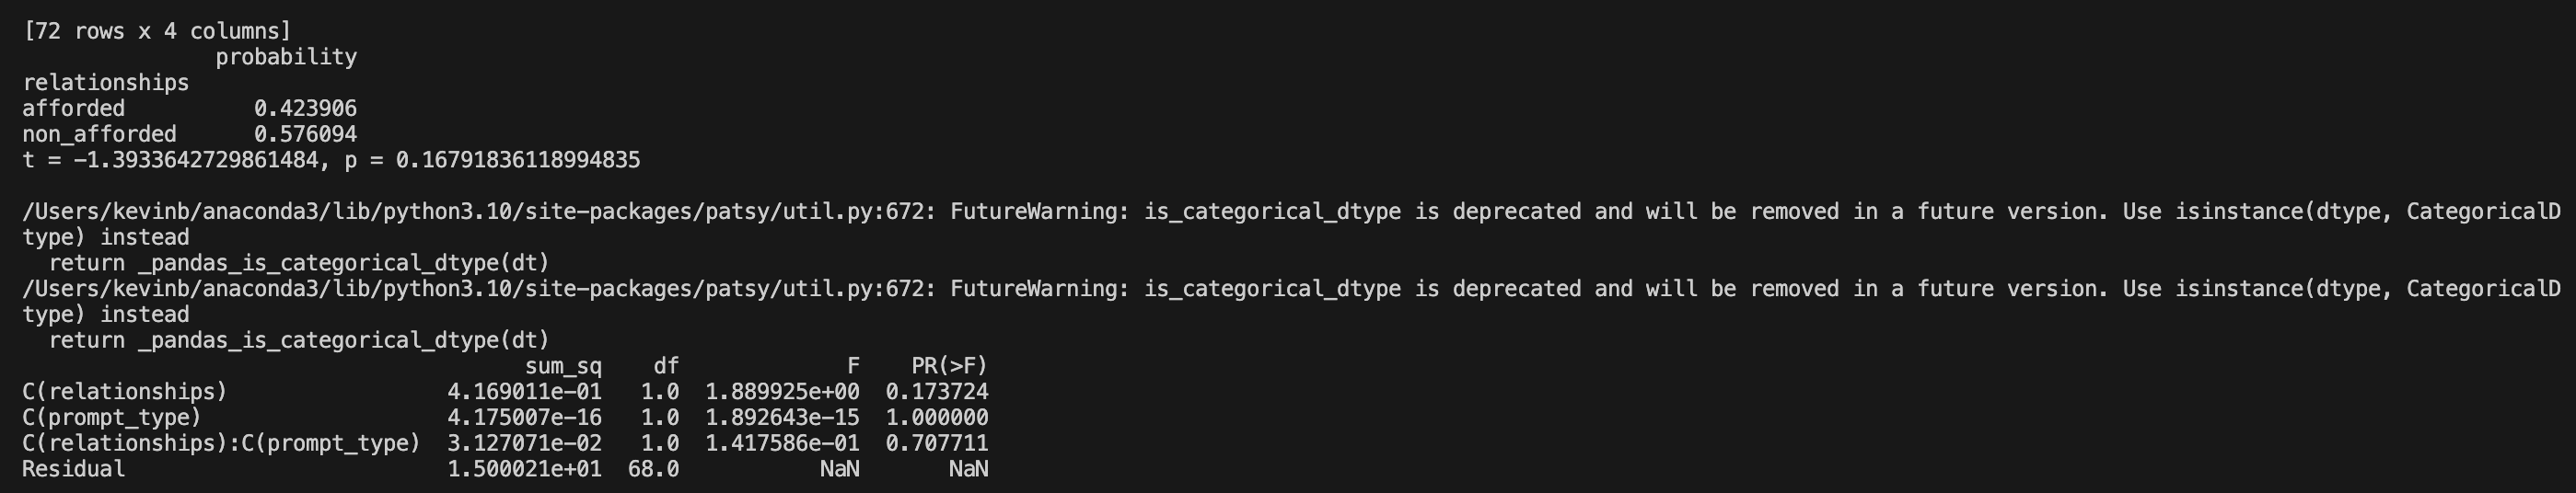 [72 rows x 4 columns]
               probability
relationships
afforded          0.423906
non_afforded      0.576094
t = -1.3933642729861484, p = 0.16791836118994835
/Users/kevinb/anaconda3/lib/python3.10/site-packages/patsy/util.py:672: FutureWarning: is_categorical_dtype is deprecated and will be removed in a future version. Use isinstance(dtype, CategoricalD
type) instead
  return _pandas_is_categorical_dtype(dt)
/Users/kevinb/anaconda3/lib/python3.10/site-packages/patsy/util.py:672: FutureWarning: is_categorical_dtype is deprecated and will be removed in a future version. Use isinstance(dtype, CategoricalD
type) instead
  return _pandas_is_categorical_dtype(dt)
                                       sum_sq    df             F    PR(>F)
C(relationships)                 4.169011e-01   1.0  1.889925e+00  0.173724
C(prompt_type)                   4.175007e-16   1.0  1.892643e-15  1.000000
C(relationships):C(prompt_type)  3.127071e-02   1.0  1.417586e-01  0.707711
Residual                         1.500021e+01  68.0           NaN       NaN